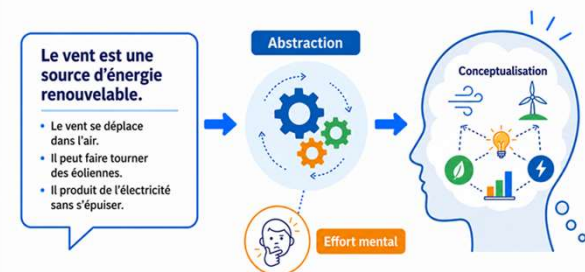 Le vent est une
source d'énergie
renouvelable.
• Le vent se déplace
dans l'air.
• Il peut faire tourner
des éoliennes.
• Il produit de l'électricité
sans s'épuiser.
Abstraction
Effort mental
Conceptualisation